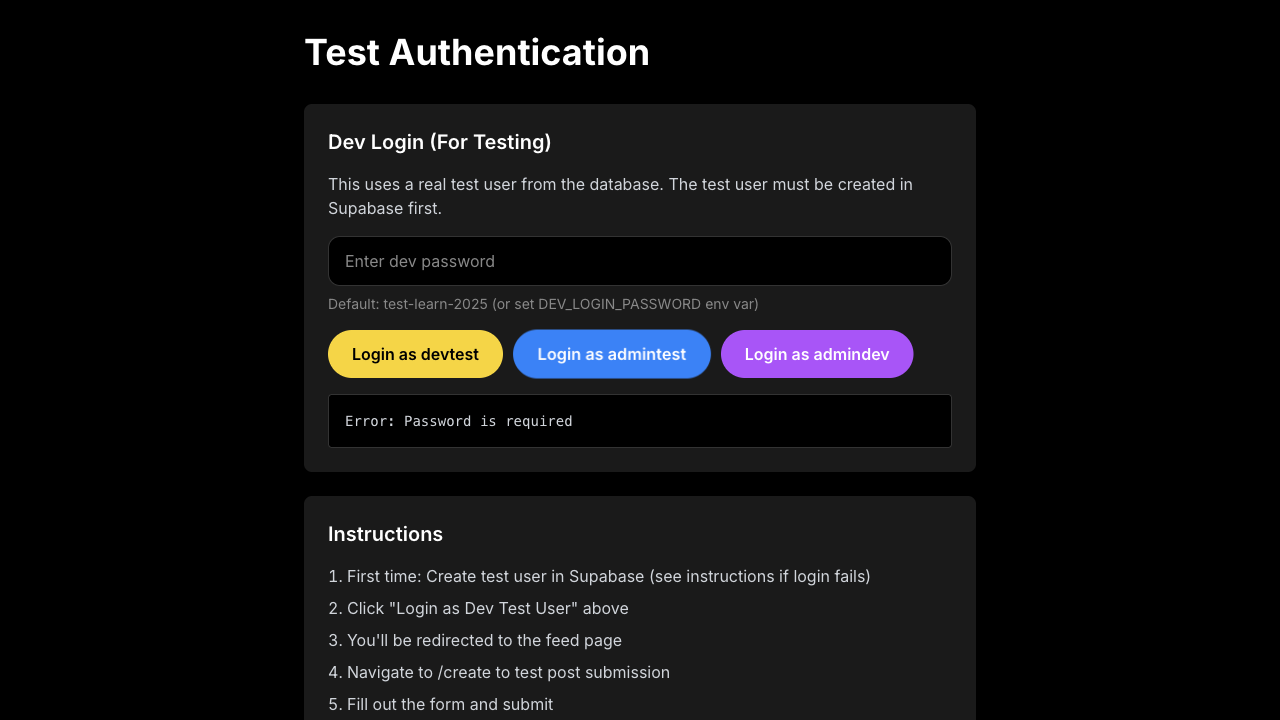 Test Authentication
Dev Login (For Testing)
This uses a real test user from the database. The test user must be created in
Supabase first.
Enter dev password
Default: test-learn-2025 (or set DEV_LOGIN_PASSWORD env var)
Login as devtest Login as admintest Login as admindev
Error: Password is required
Instructions
1. First time: Create test user in Supabase (see instructions if login fails)
2. Click "Login as Dev Test User" above
3. You'll be redirected to the feed page
4. Navigate to /create to test post submission
5. Fill out the form and submit